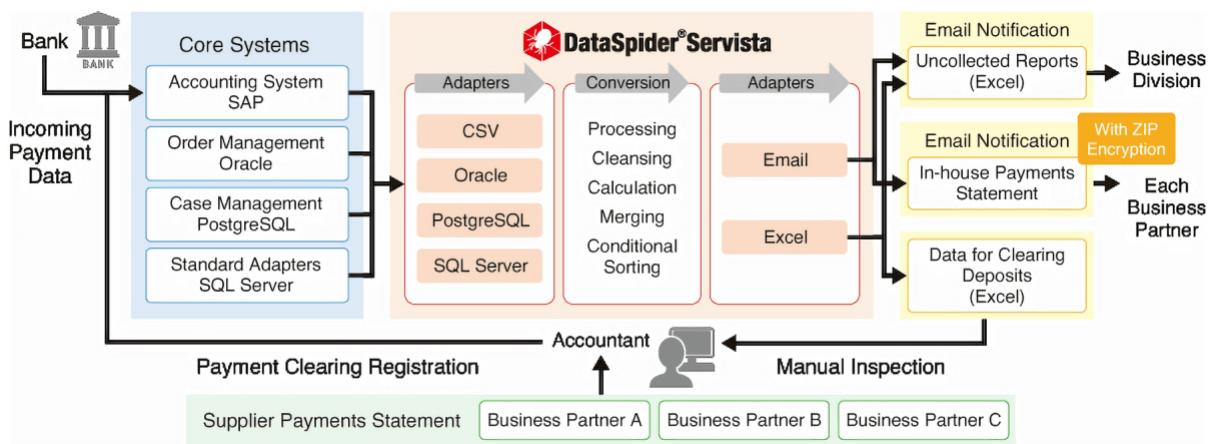 Bank
BANK
Incoming
Payment
Data
Core Systems
Accounting System
SAP
Order Management
Oracle
Case Management
PostgreSQL
Standard Adapters
SQL Server
DataSpider® Servista
Adapters
CSV
Oracle
PostgreSQL
SQL Server
Conversion
Processing
Cleansing
Calculation
Merging
Conditional
Sorting
Adapters
Email
Excel
Email Notification
Uncollected Reports
(Excel)
Business
Division
Email Notification
With ZIP
Encryption
In-house Payments
Statement
Each
Business
Partner
Data for Clearing
Deposits
(Excel)
Accountant
Payment Clearing Registration
Manual Inspection
Supplier Payments Statement
Business Partner A
Business Partner B
Business Partner C